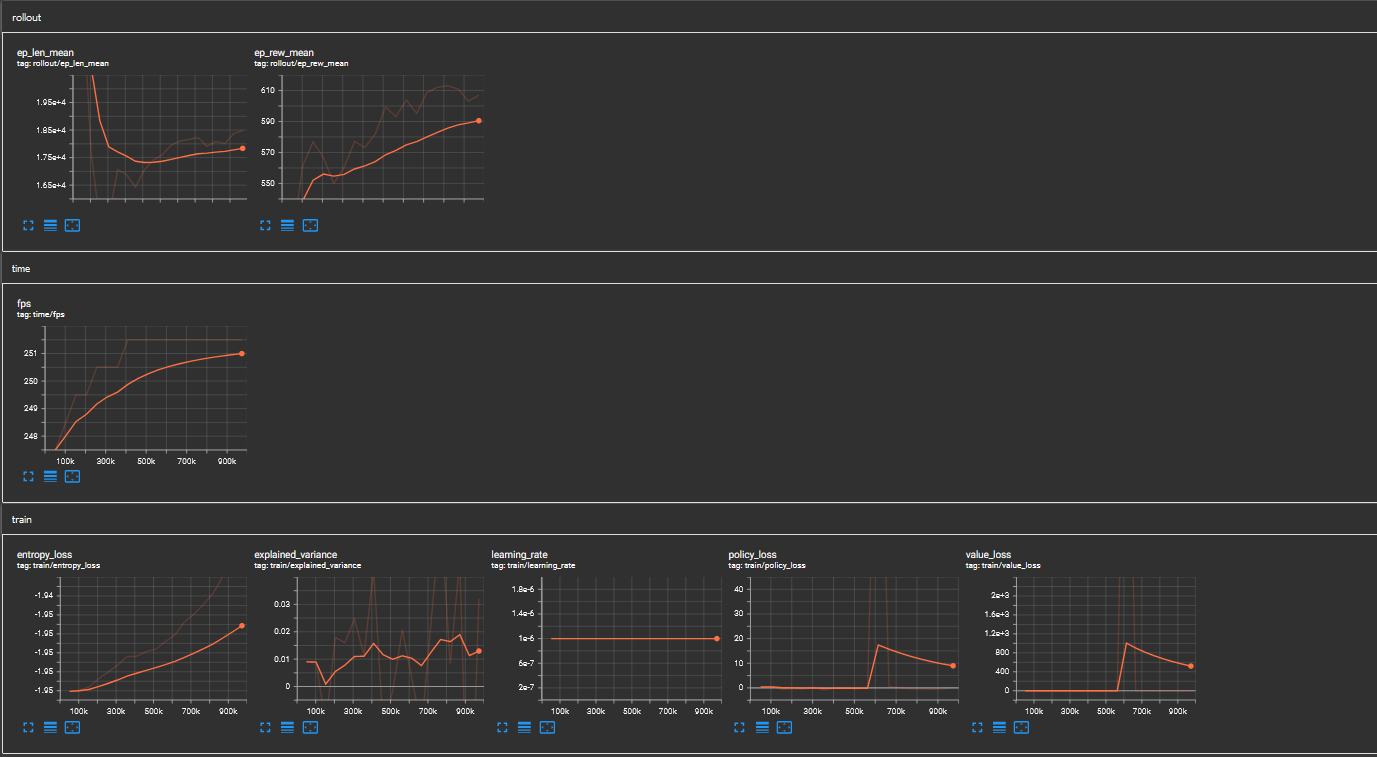 rollout
ep_len_mean ep_rew_mean
tag: rollout/ep_len_mean tag: rollout/ep_rew_mean
1.95e+4
1.85e+4
1.75e+4
1.65e+4
610
590
570
550
time
fps
tag: time/fps
251
250
249
248
100k 300k 500k 700k 900k
train
entropy_loss explained_variance learning_rate policy_loss value_loss
tag: train/entropy_loss tag: train/explained_variance tag: train/learning_rate tag: train/policy_loss tag: train/value_loss
-1.94
-1.95
-1.95
-1.95
-1.95
-1.95
100k 300k 500k 700k 900k
0.03
0.02
0.01
0
100k 300k 500k 700k 900k
1.8e-6
1.4e-6
1e-6
6e-7
2e-7
100k 300k 500k 700k 900k
40
30
20
10
0
100k 300k 500k 700k 900k
2e+3
1.6e+3
1.2e+3
800
400
0
100k 300k 500k 700k 900k